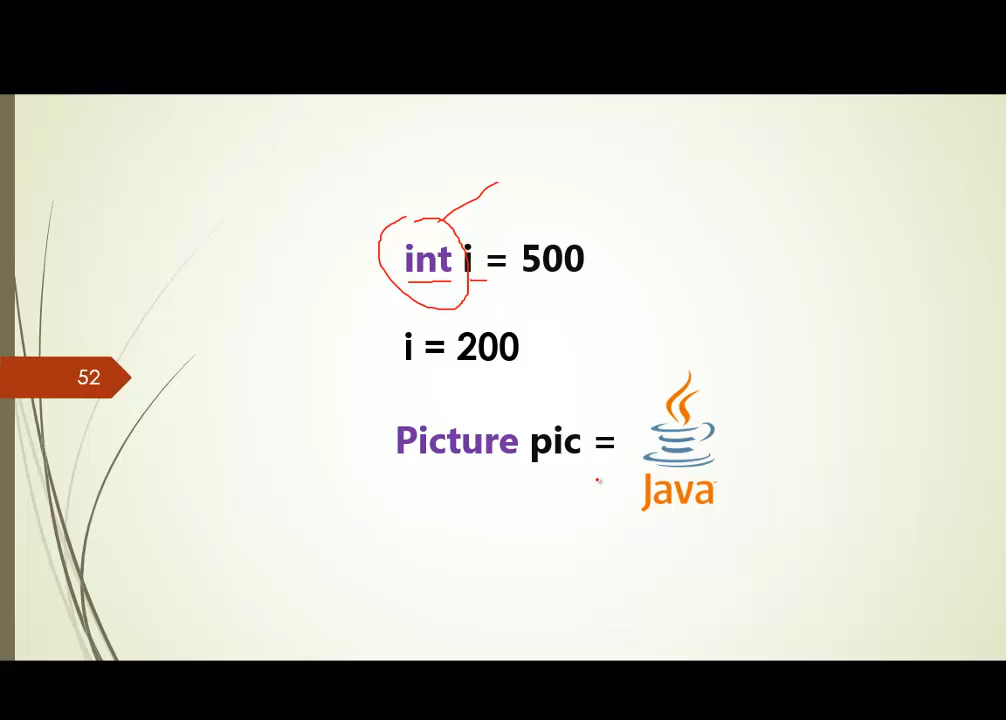 int i = 500
i = 200
52
Picture pic =
Java